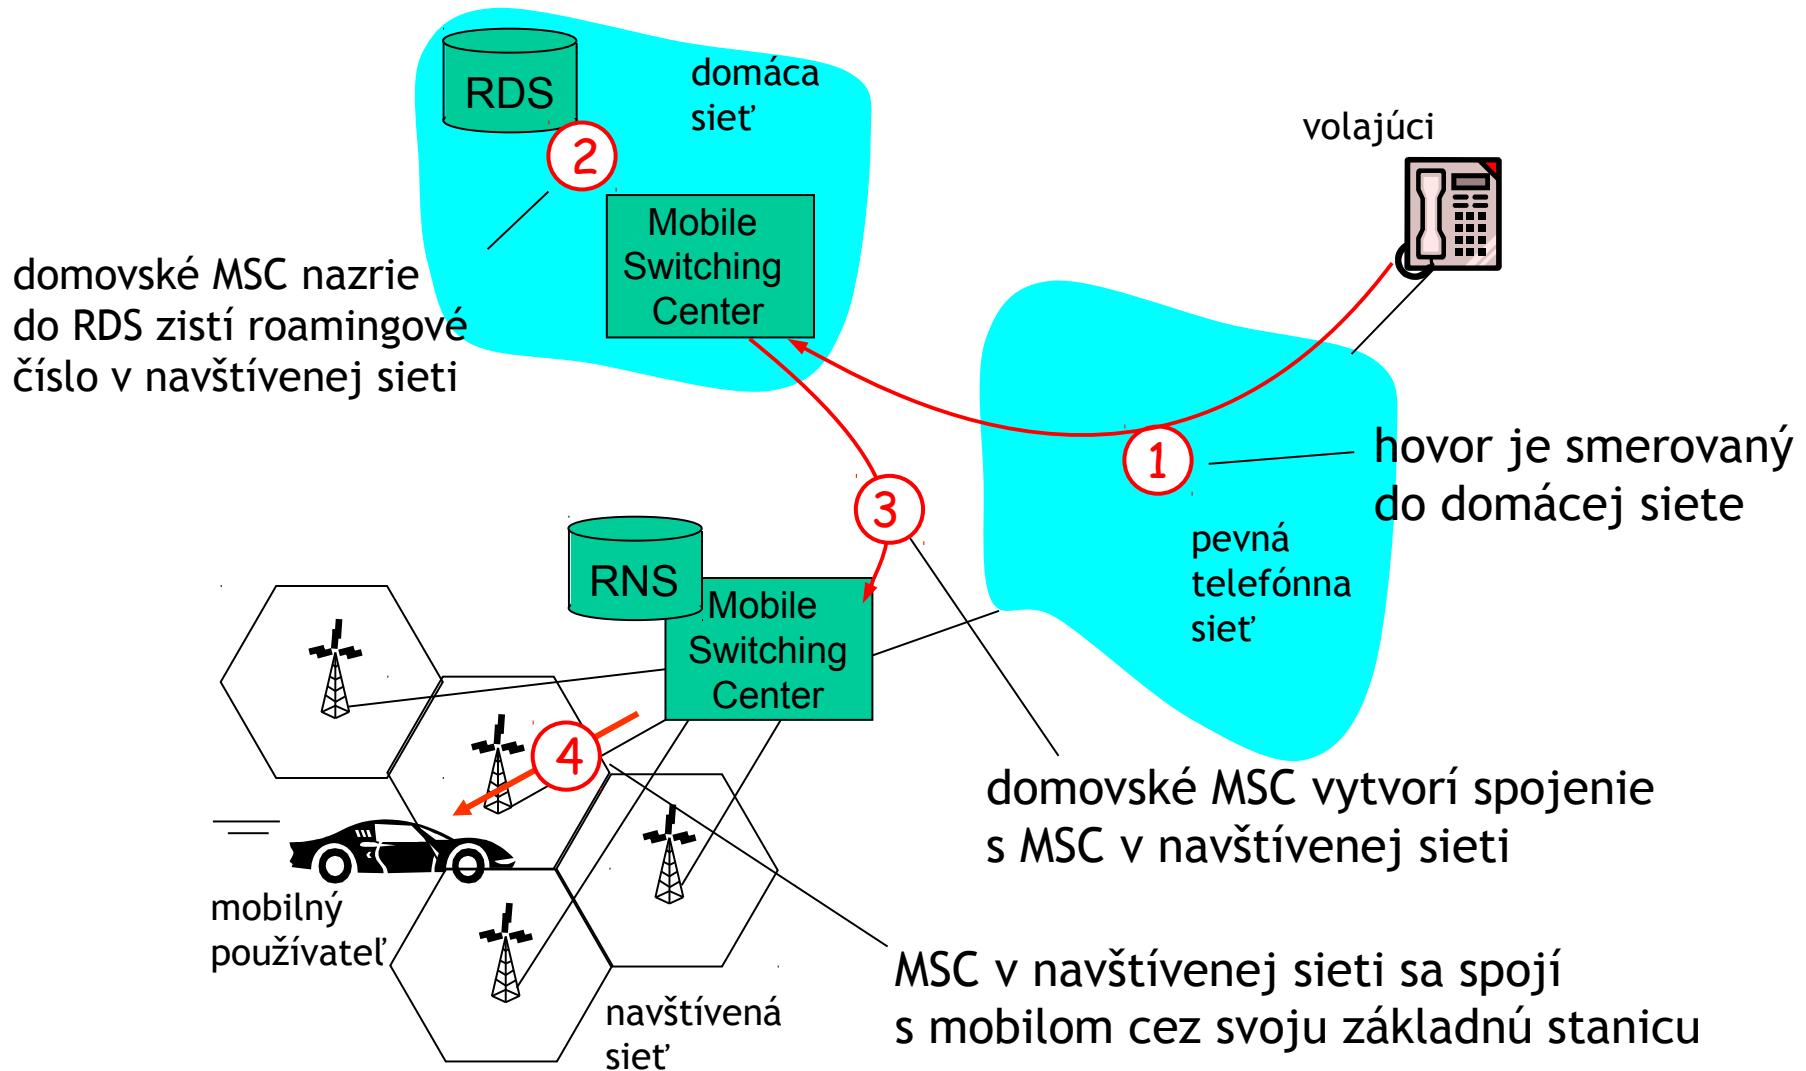 RDS
domáca
sieť
2
Mobile
Switching
Center
volajúci
domovské MSC nazrie
do RDS zistí roamingové
číslo v navštívenej sieti
1
hovor je smerovaný
do domácej siete
pevná
telefónna
sieť
3
RNS
Mobile
Switching
Center
4
domovské MSC vytvorí spojenie
s MSC v navštívenej sieti
mobilný
používateľ
navštívená
sieť
MSC v navštívenej sieti sa spojí
s mobilom cez svoju základnú stanicu